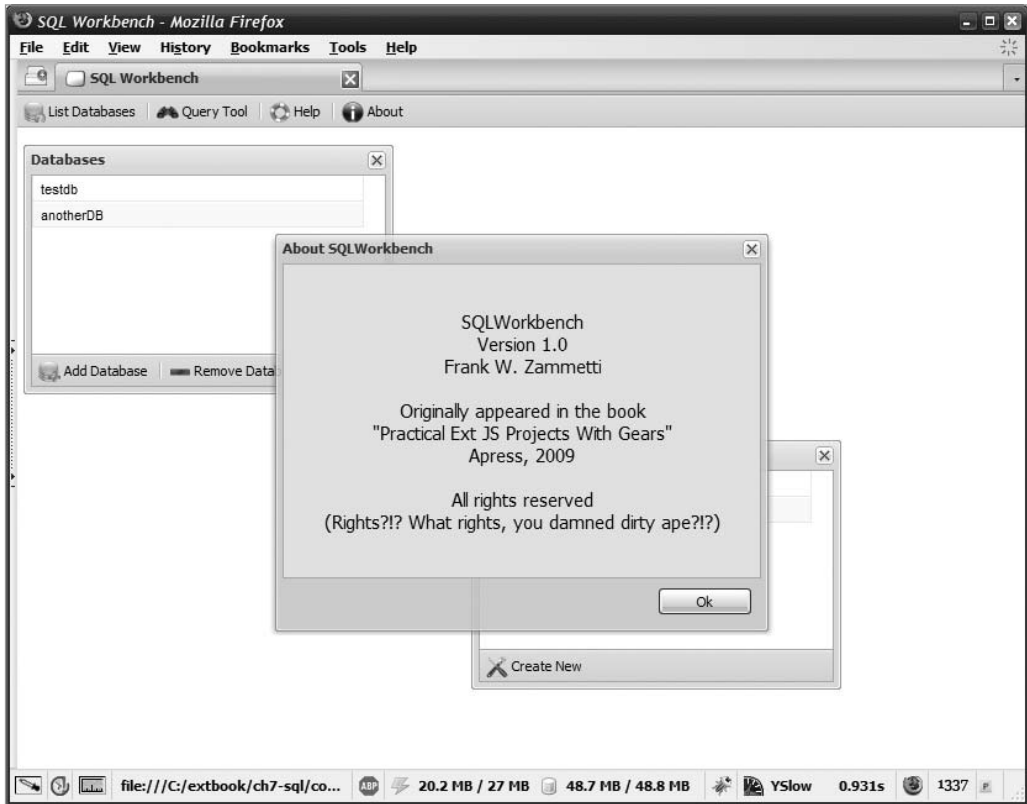 SQL Workbench - Mozilla Firefox
File Edit View History Bookmarks Tools Help
SQL Workbench
List Databases Query Tool Help About
Databases
testdb
anotherDB
Add Database Remove Datab
About SQLWorkbench
SQLWorkbench
Version 1.0
Frank W. Zammetti
Originally appeared in the book
"Practical Ext JS Projects With Gears"
Apress, 2009
All rights reserved
(Rights?!? What rights, you damned dirty ape?!?)
Ok
Create New
file:///C:/extbook/ch7-sql/co... ABP 20.2 MB / 27 MB 48.7 MB / 48.8 MB YSlow 0.931s 1337